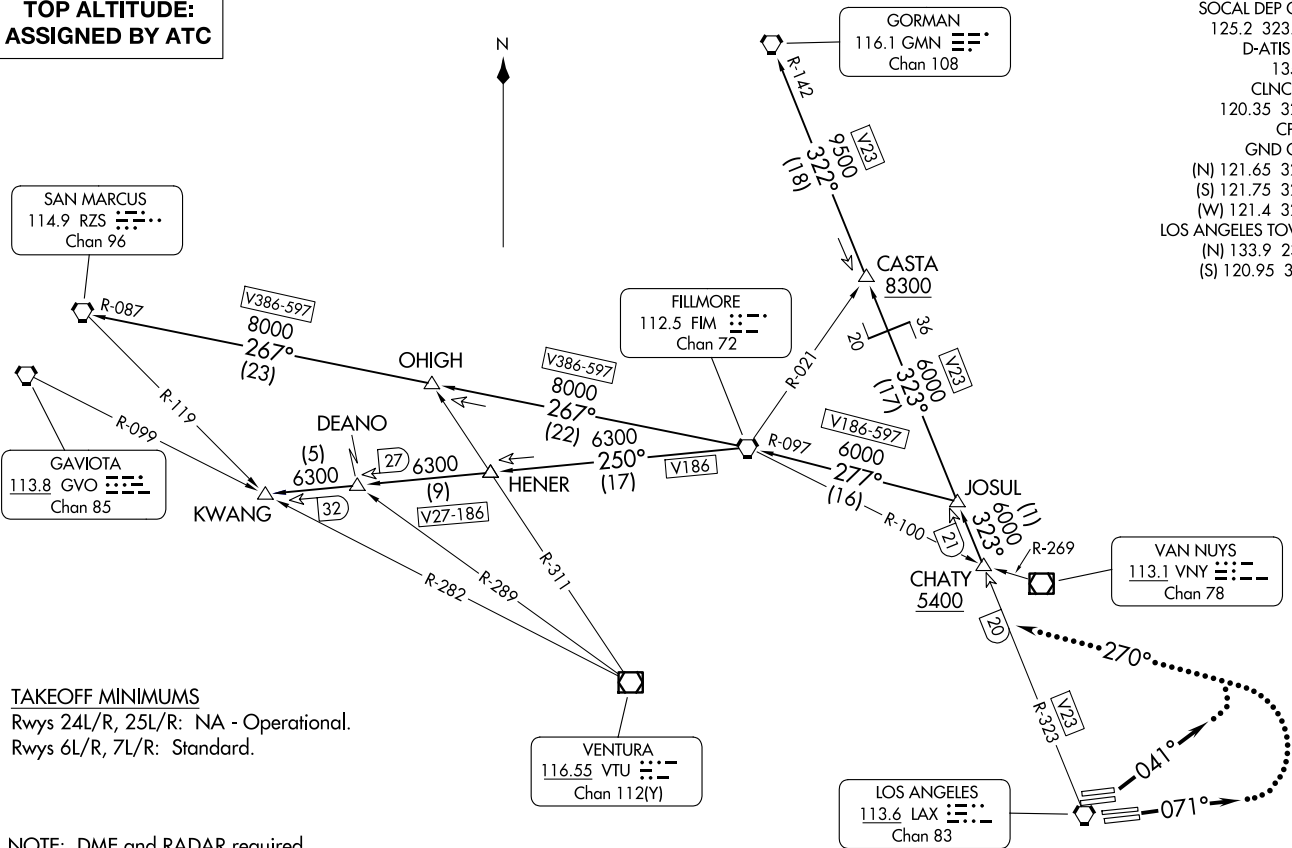 TOP ALTITUDE:
ASSIGNED BY ATC
SOCAL DEP
125.2 323.
D-ATIS
13.
CLNC
120.35
GND
(N) 121.65
(S) 121.75
(W) 121.4
LOS ANGELES
(N) 133.9
(S) 120.95
N
GORMAN
116.1 GMN
Chan 108
R-142
V23
9500
322°
(18)
SAN MARCUS
114.9 RZS
Chan 96
R-087
V386-597
8000
267°
(23)
CASTA
8300
FILLMORE
112.5 FIM
Chan 72
36
20
V23
6000
323°
(17)
R-021
OHIGH
V386-597
8000
267°
(22)
R-119
R-099
DEANO
(5)
6300
27
6300
(9)
V27-186
6300
250°
(17)
V186
R-097
V186-597
6000
277°
(16)
GAVIOTA
113.8 GVO
Chan 85
KWANG
32
HENER
JOSUL
(1)
6000
323°
R-100
21
R-269
CHATY
5400
VAN NUYS
113.1 VNY
Chan 78
R-311
R-289
R-282
20
270°
V23
R-323
041°
071°
TAKEOFF MINIMUMS
Rwys 24L/R, 25L/R: NA - Operational.
Rwys 6L/R, 7L/R: Standard.
VENTURA
116.55 VTU
Chan 112(Y)
LOS ANGELES
113.6 LAX
Chan 83
NOTE: DME and RADAR required